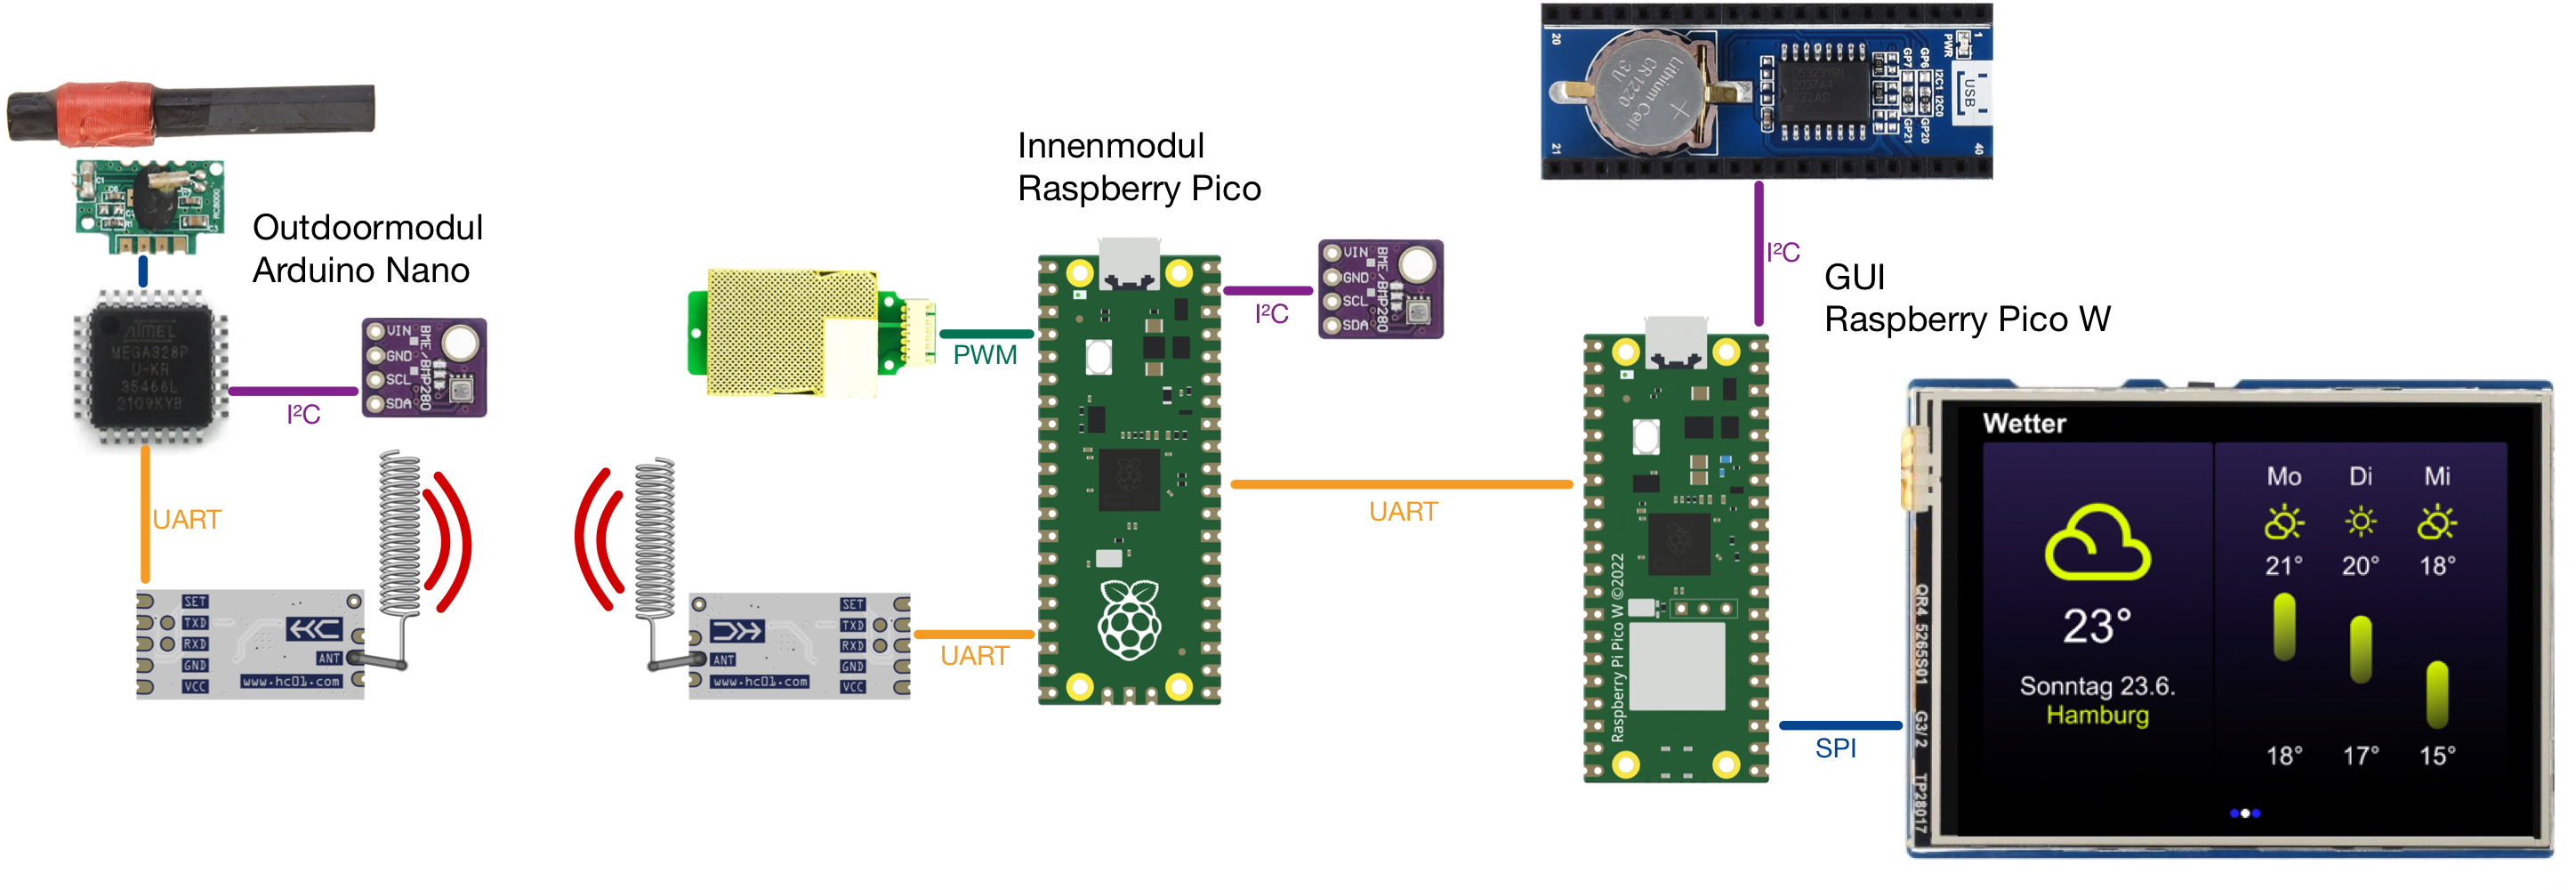 Outdoormodul
Arduino Nano
RC8000
ATMEL
MEGA328P
U-KR
35466L
2109KYB
I²C
VIN
GND
SCL
SDA
BME/BMP280
UART
SET
TXD
RXD
GND
VCC
HC
ANT
www.hc01.com
HC
ANT
www.hc01.com
SET
TXD
RXD
GND
VCC
UART
Innenmodul
Raspberry Pico
PWM
I²C
VIN
GND
SCL
SDA
BME/BMP280
UART
20
21
Lithium Cell
CR1220
3V
+
DS3231SN
1
PWR
40
GP7
GP6
I2C1
I2C0
GP21
GP20
USB
I²C
GUI
Raspberry Pico W
Raspberry Pi Pico W ©2022
SPI
QR4 5265S01
G3/2
TP28017
Wetter
23°
Sonntag 23.6.
Hamburg
Mo Di Mi
21° 20° 18°
18° 17° 15°